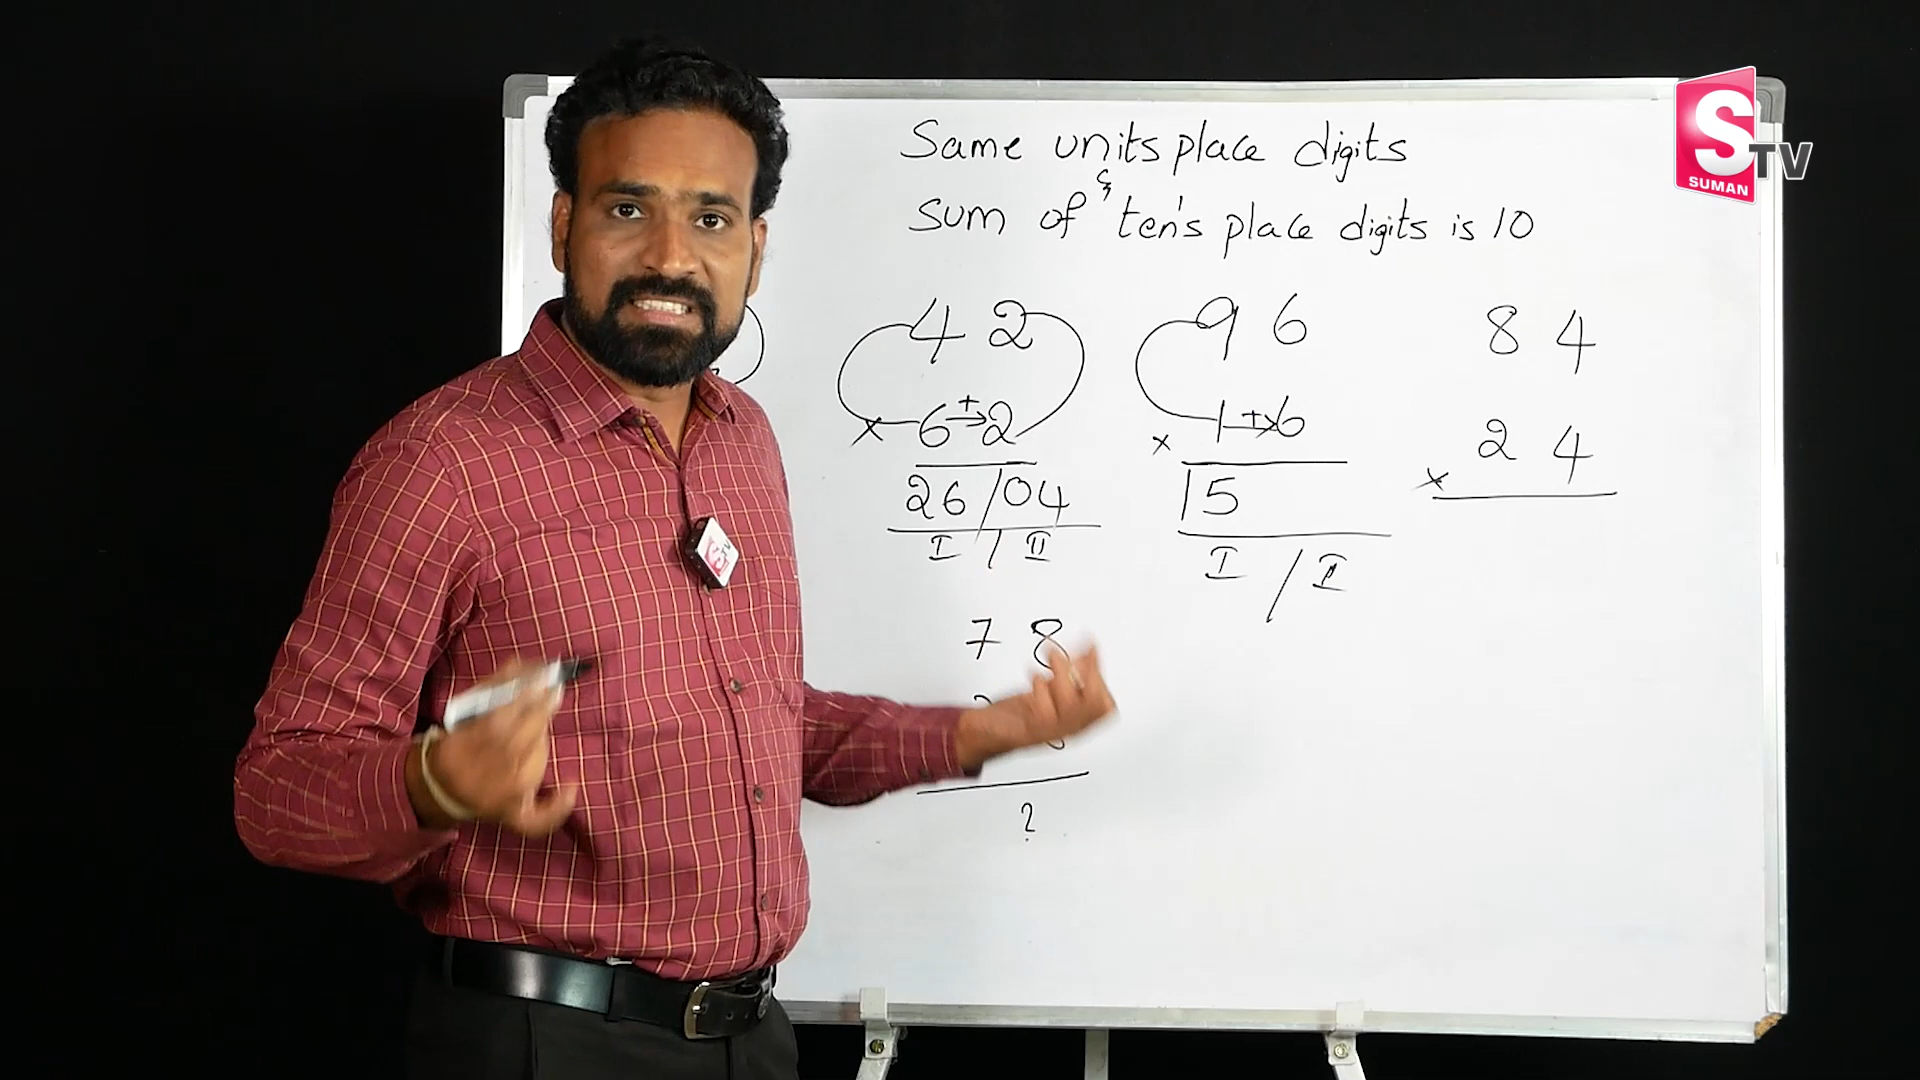 Same units place digits
&
Sum of ten's place digits is 10
4 2
× 6 + → 2
26 / 04
I / II
9 6
× 1 + → 6
15
I / II
8 4
× 2 4
7 8
?
S TV
SUMAN
S TV